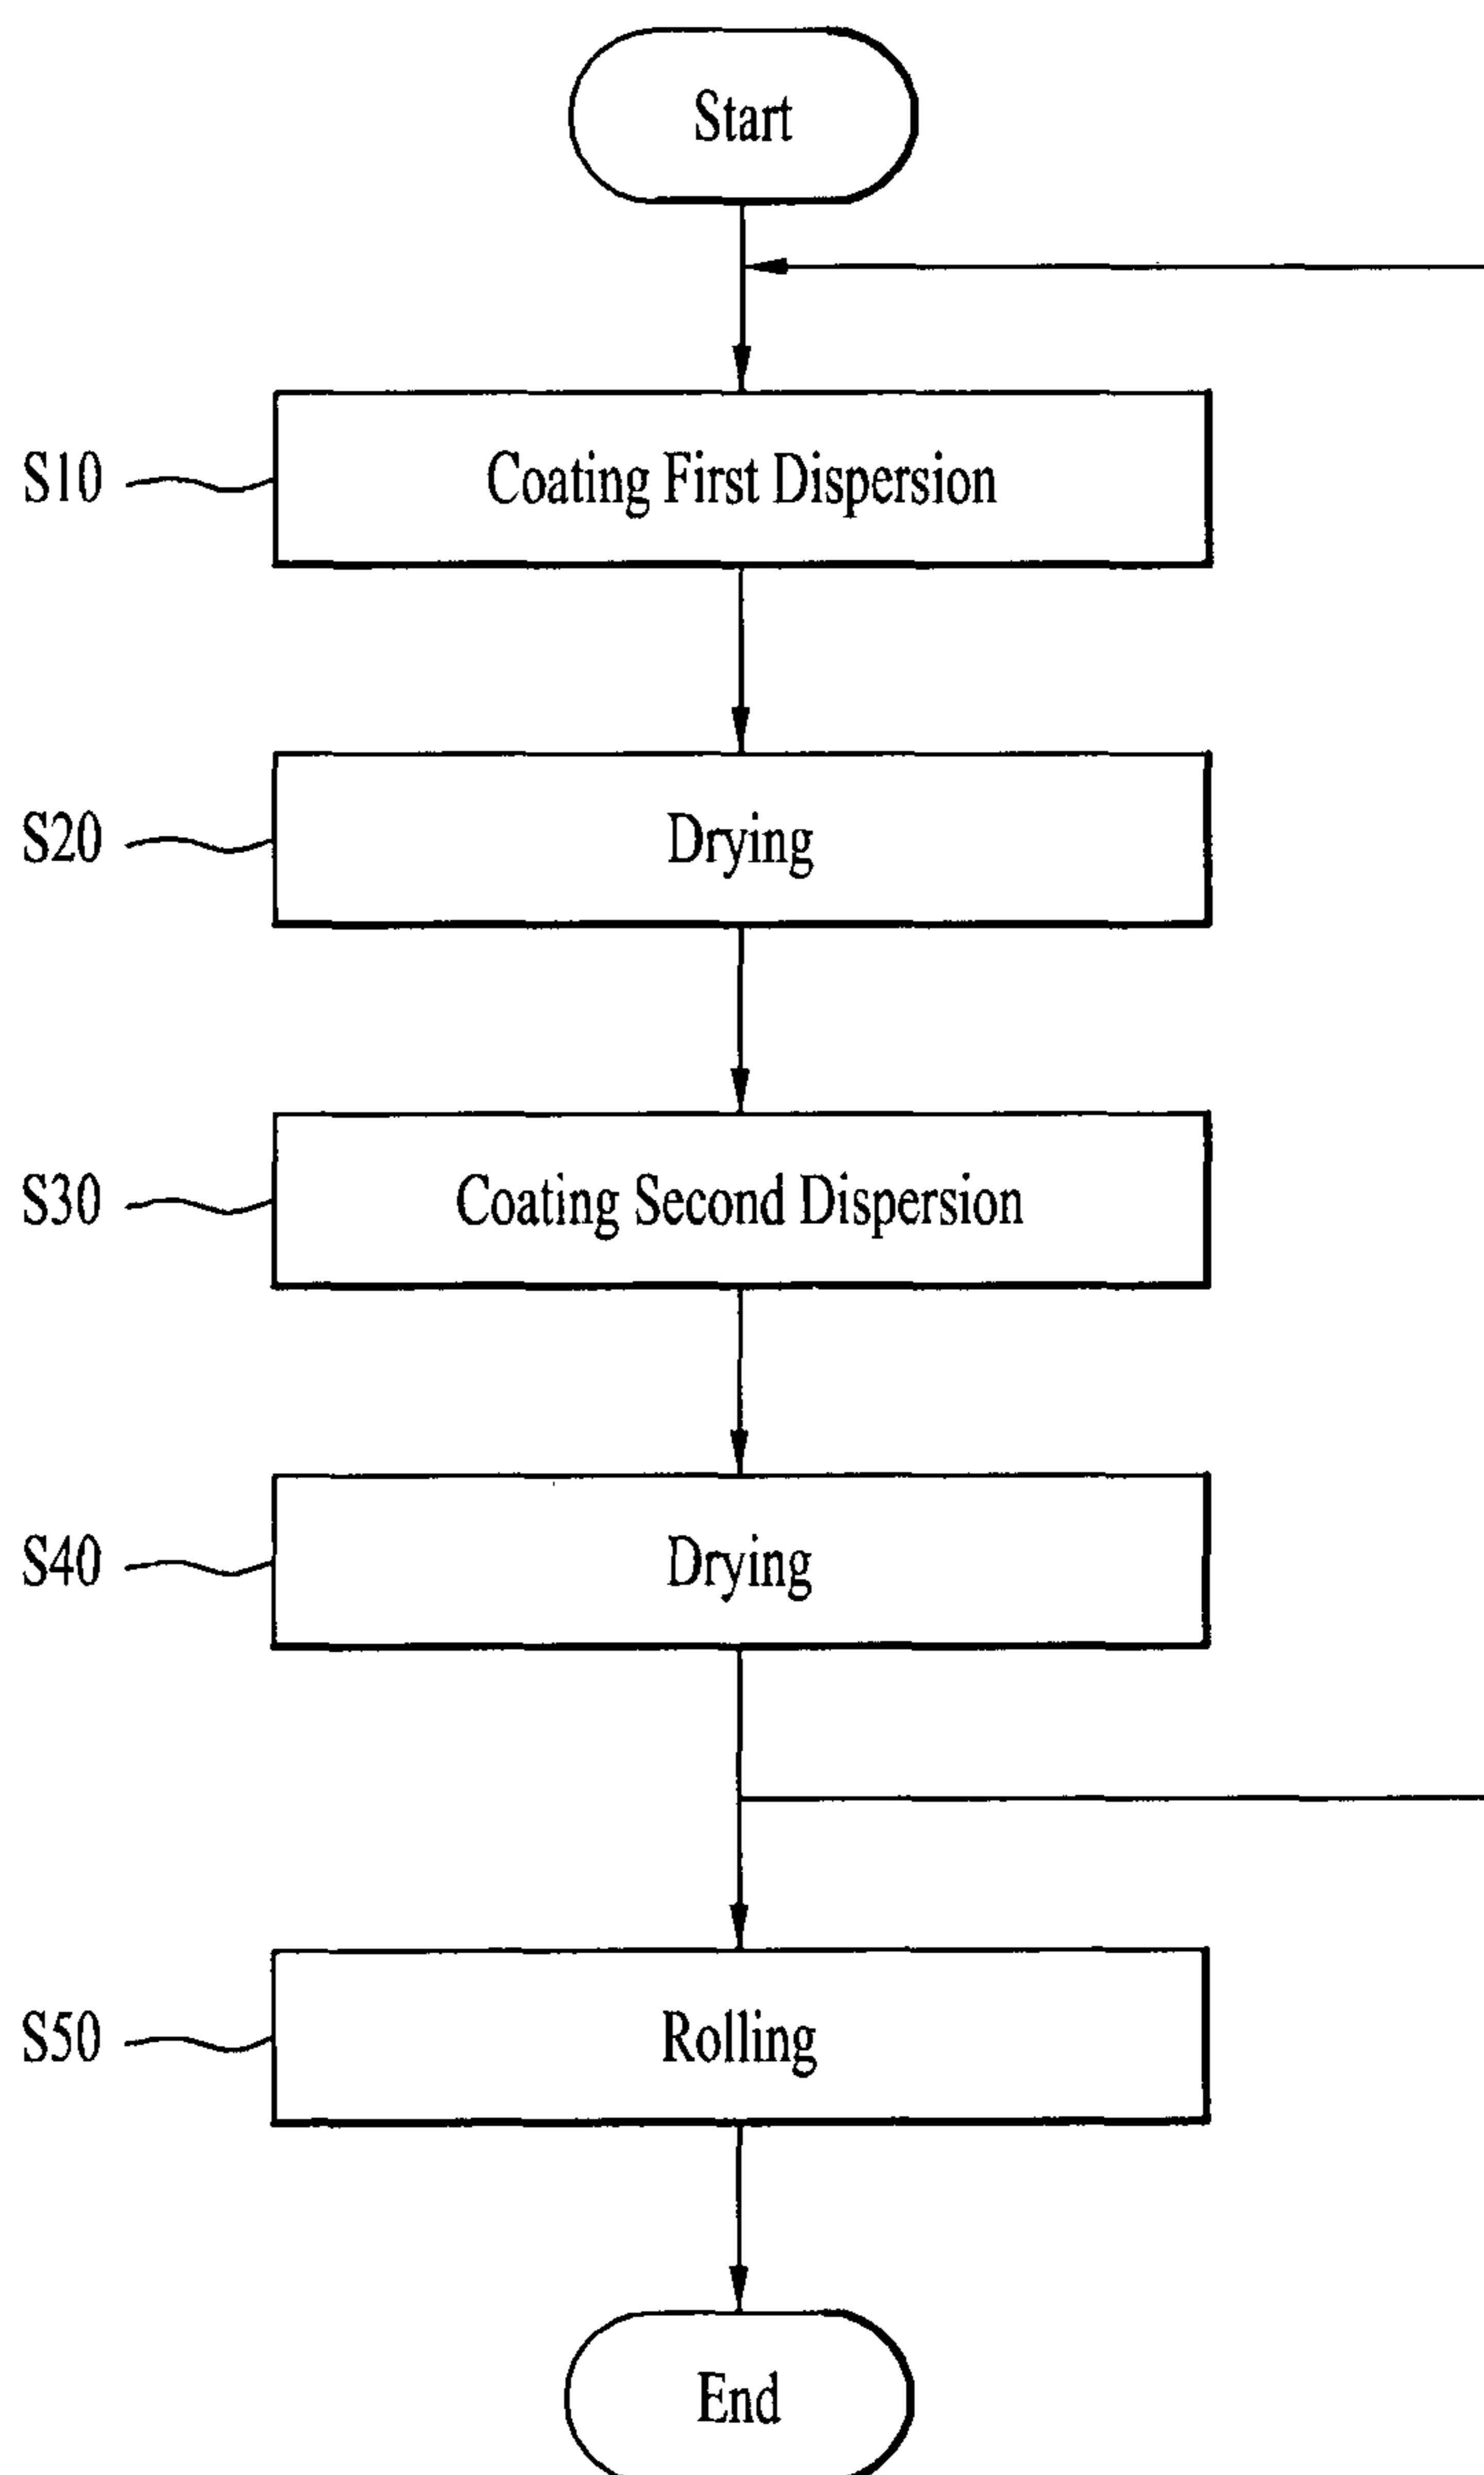 Start
S10 Coating First Dispersion
S20 Drying
S30 Coating Second Dispersion
S40 Drying
S50 Rolling
End